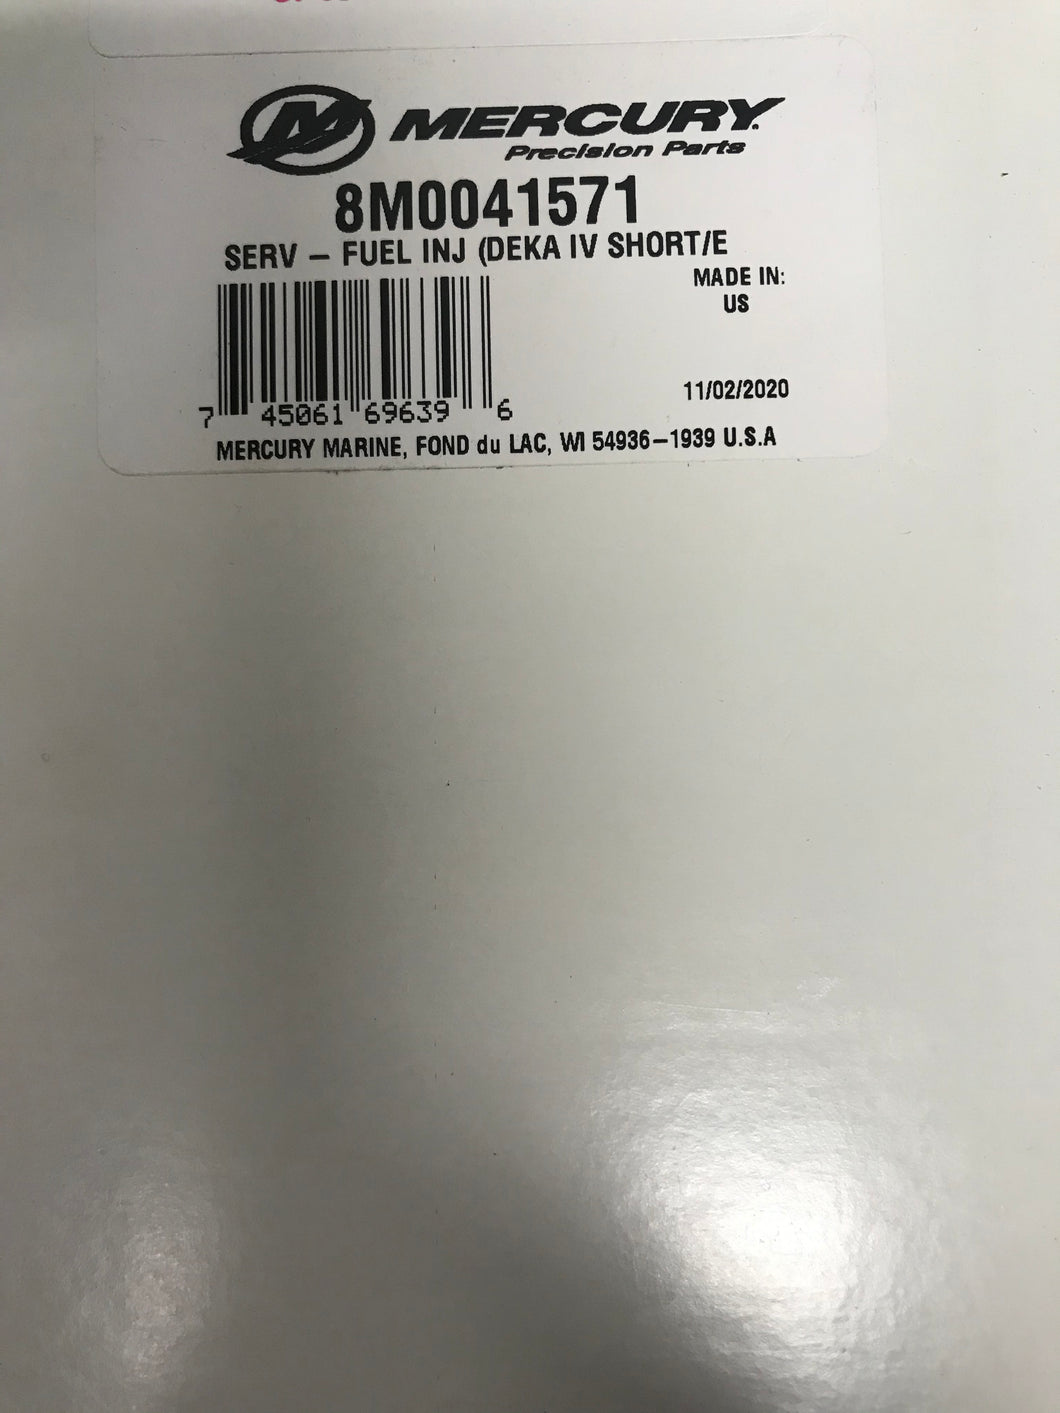 MERCURY
Precision Parts
8M0041571
SERV – FUEL INJ (DEKA IV SHORT/E
MADE IN:
US
11/02/2020
7 45061 69639 6
MERCURY MARINE, FOND du LAC, WI 54936–1939 U.S.A